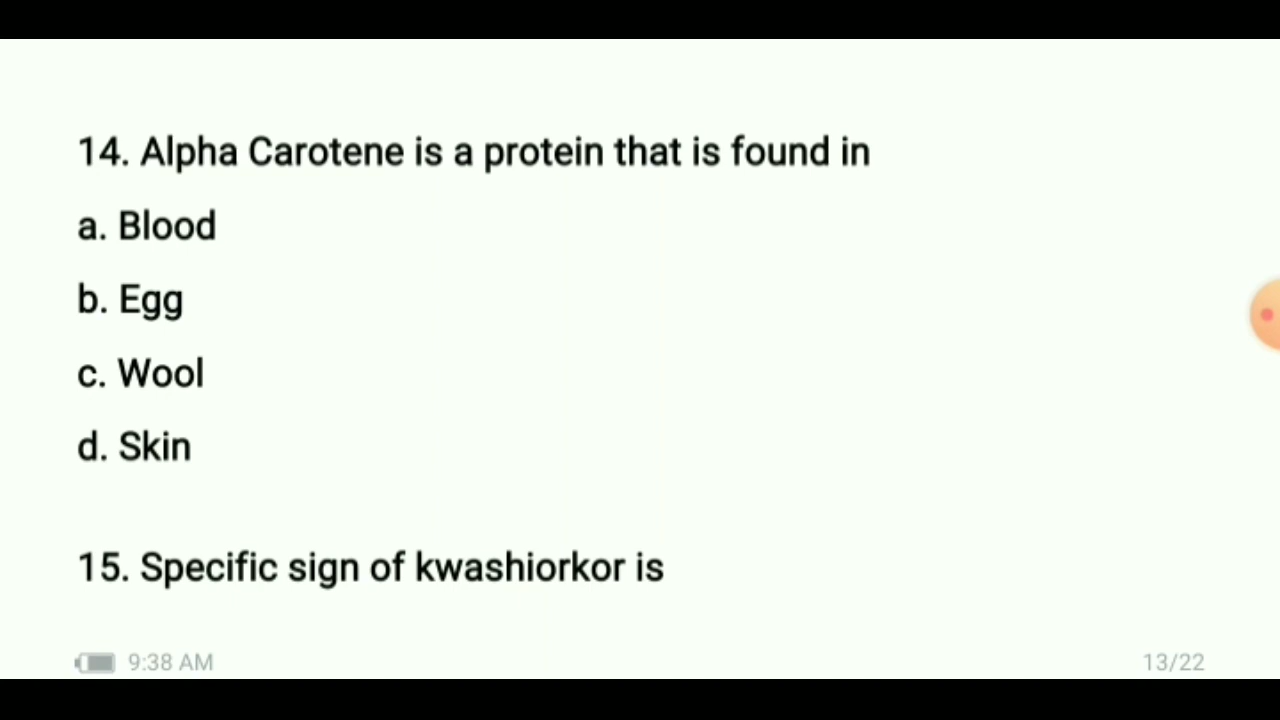 14. Alpha Carotene is a protein that is found in
a. Blood
b. Egg
c. Wool
d. Skin
15. Specific sign of kwashiorkor is
9:38 AM
13/22